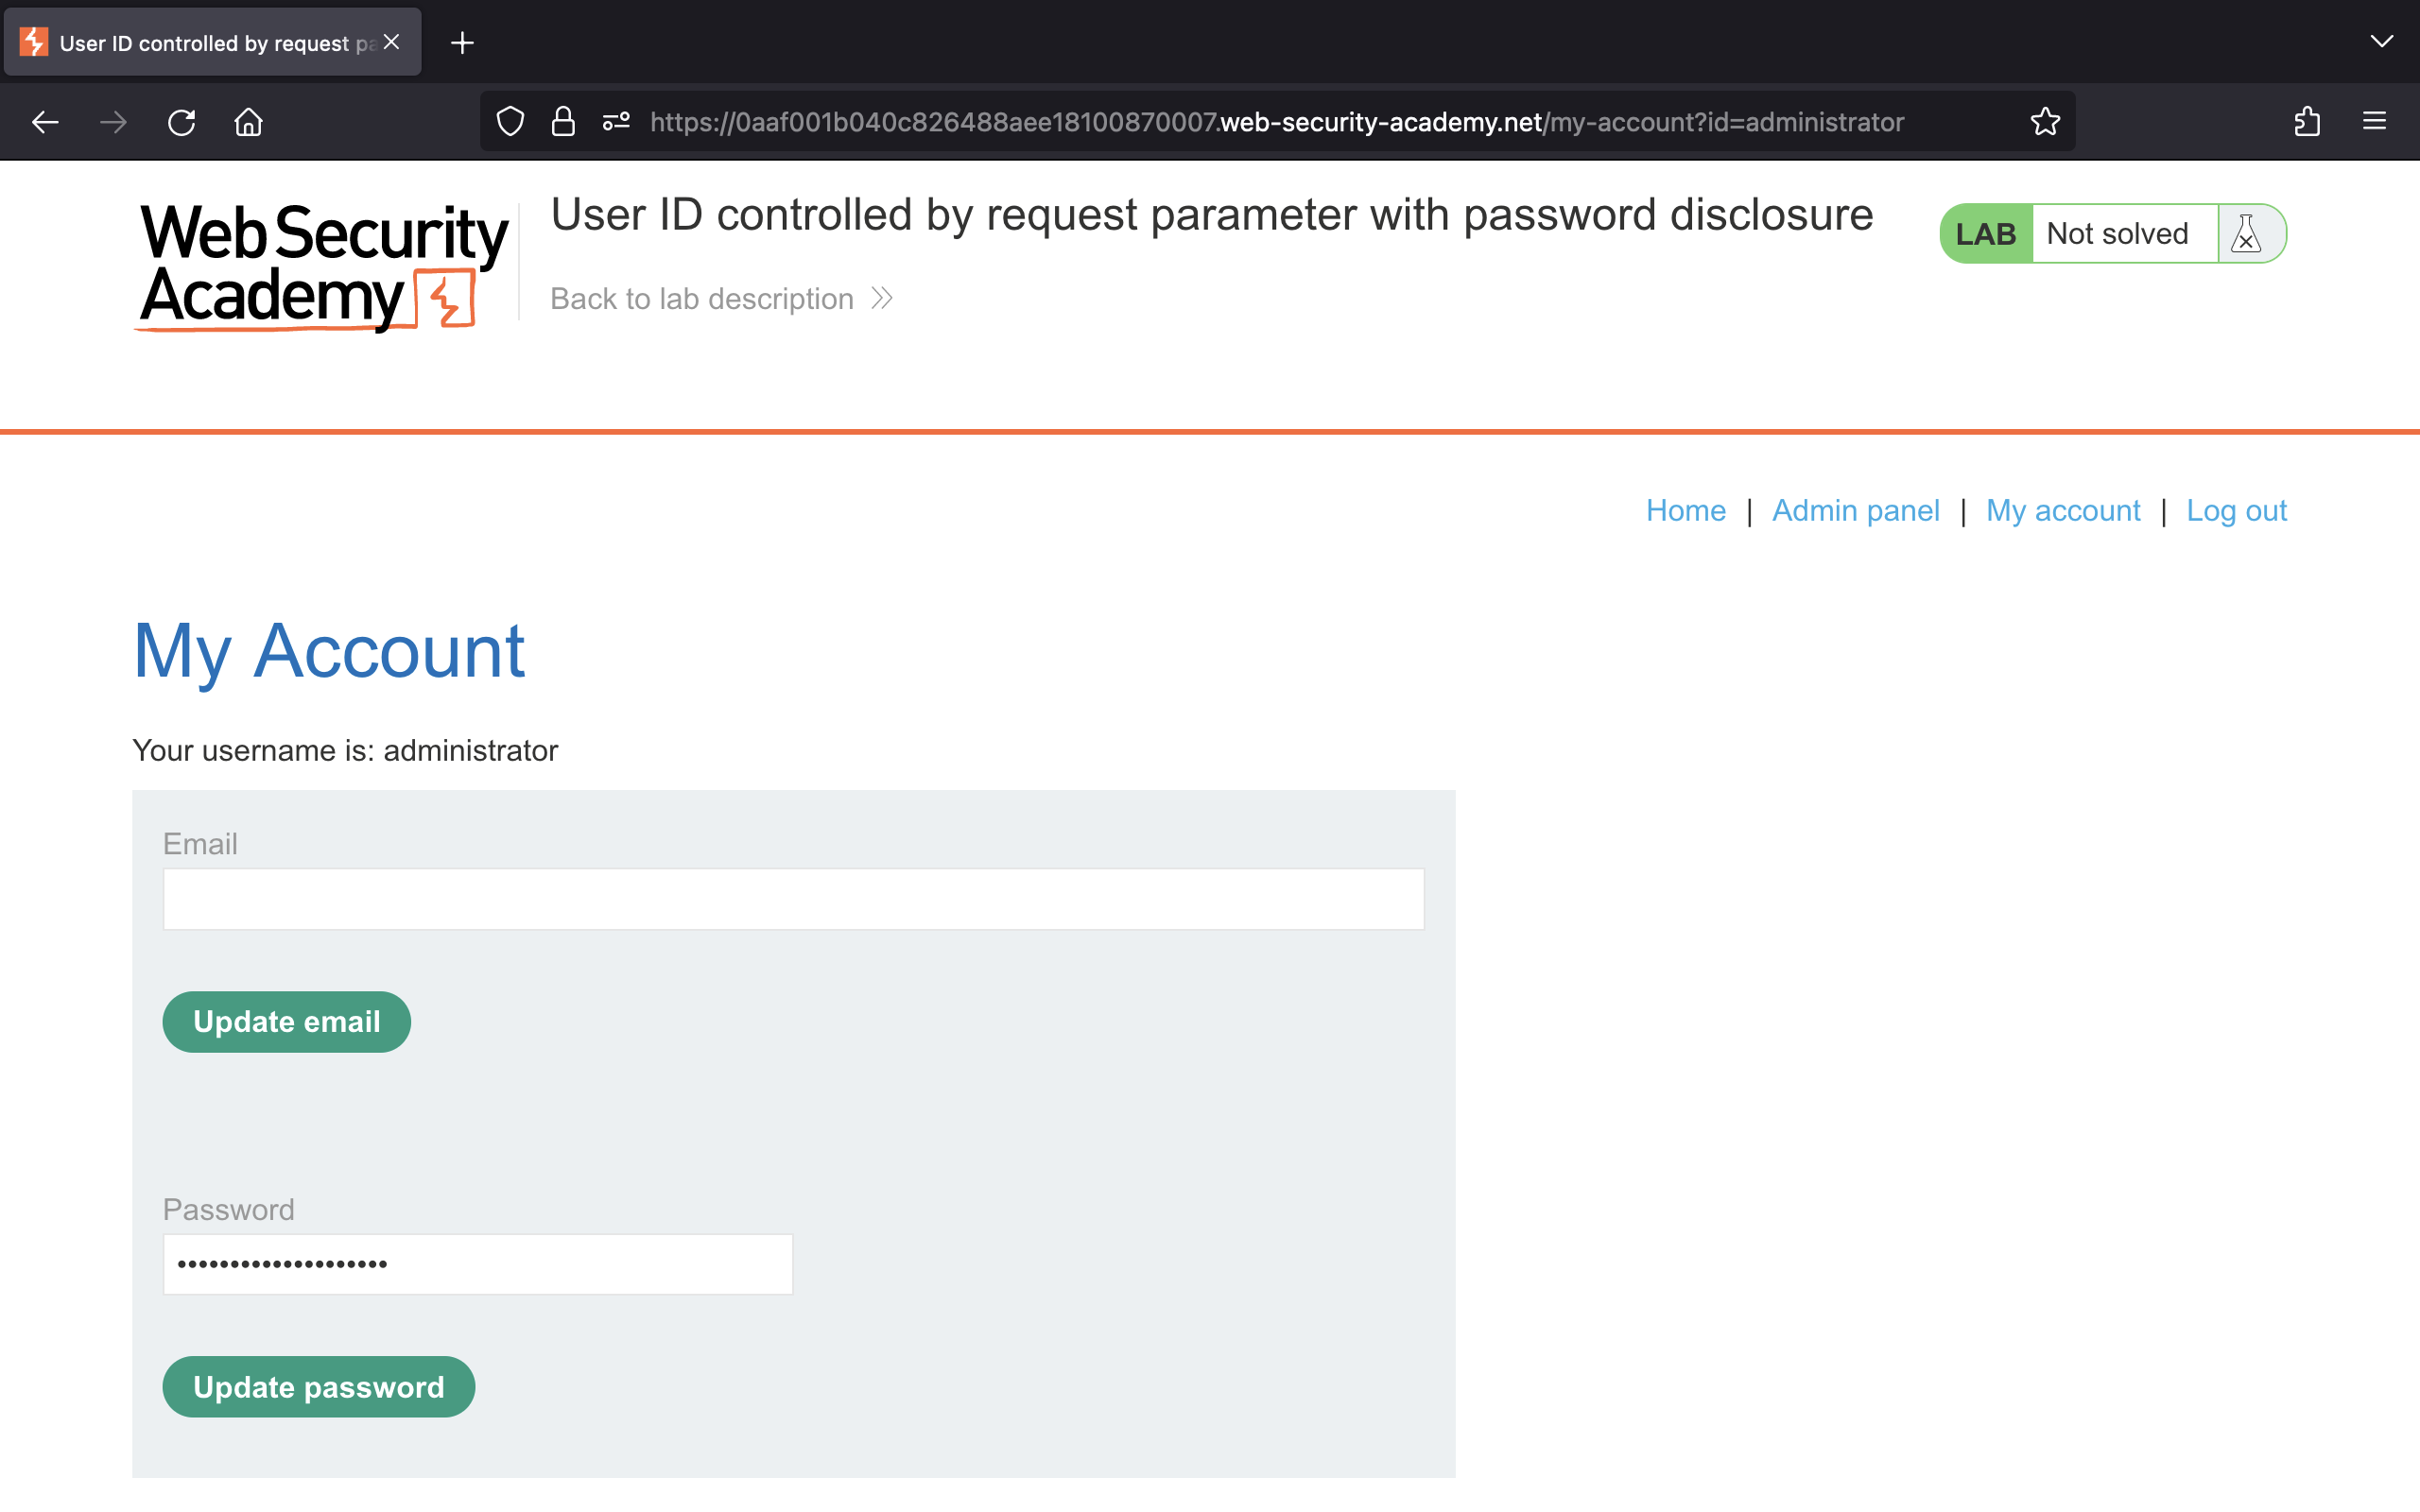 User ID controlled by request pa
https://0aaf001b040c826488aee18100870007.web-security-academy.net/my-account?id=administrator
WebSecurity
Academy
User ID controlled by request parameter with password disclosure
Back to lab description
LAB Not solved
Home | Admin panel | My account | Log out
My Account
Your username is: administrator
Email
Update email
Password
Update password